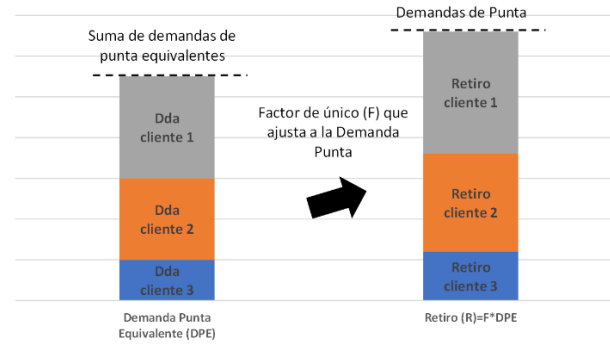 Suma de demandas de
punta equivalentes
Dda
cliente 1
Dda
cliente 2
Dda
cliente 3
Demanda Punta
Equivalente (DPE)
Factor de único (F) que
ajusta a la Demanda
Punta
Demandas de Punta
Retiro
cliente 1
Retiro
cliente 2
Retiro
cliente 3
Retiro (R)=F*DPE